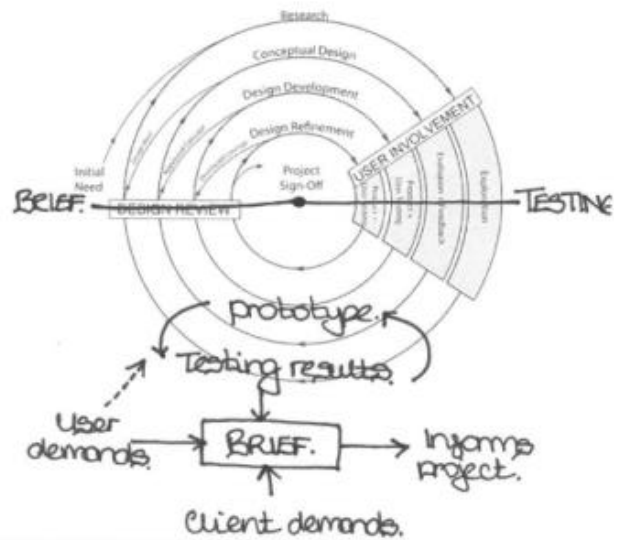 Research
Conceptual Design
Design Development
Design Refinement
USER INVOLVEMENT
Initial
Need
Project
Sign-Off
BRIEF.
DESIGN REVIEW
TESTING
Evaluation & Feedback
Exploration
prototype.
Testing results.
User
demands.
BRIEF.
Informs
project.
Client demands.